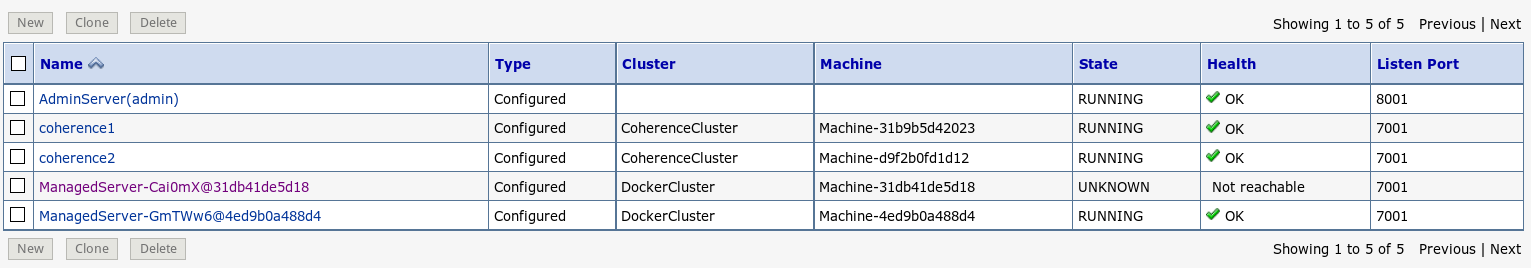 New Clone Delete Showing 1 to 5 of 5 Previous | Next
Name Type Cluster Machine State Health Listen Port
AdminServer(admin) Configured RUNNING OK 8001
coherence1 Configured CoherenceCluster Machine-31b9b5d42023 RUNNING OK 7001
coherence2 Configured CoherenceCluster Machine-d9f2b0fd1d12 RUNNING OK 7001
ManagedServer-Cai0mX@31db41de5d18 Configured DockerCluster Machine-31db41de5d18 UNKNOWN Not reachable 7001
ManagedServer-GmTWw6@4ed9b0a488d4 Configured DockerCluster Machine-4ed9b0a488d4 RUNNING OK 7001
New Clone Delete Showing 1 to 5 of 5 Previous | Next